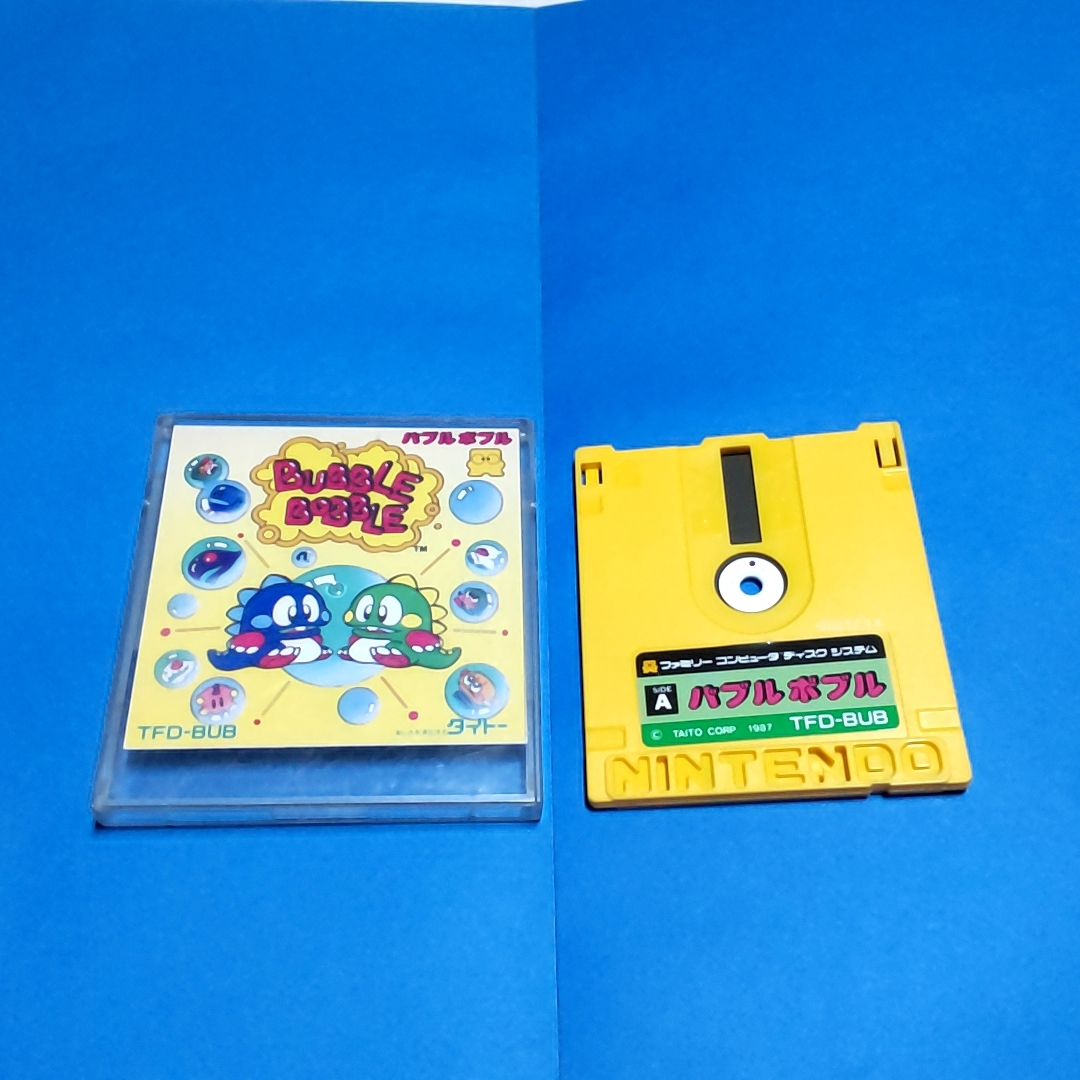 バブルボブル
BUBBLE
BOBBLE
TM
TFD-BUB
タイトー
ファミリー コンピュータ ディスク システム
SIDE
A
バブルボブル
© TAITO CORP 1987 TFD-BUB
NINTENDO